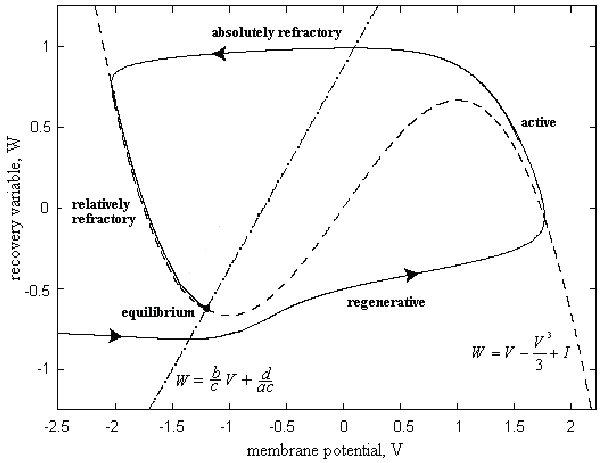 1
0.5
0
-0.5
-1
recovery variable, W
absolutely refractory
active
relatively
refractory
equilibrium
regenerative
W = V - V^3/3 + I
W = b/c V + d/ac
-2.5 -2 -1.5 -1 -0.5 0 0.5 1 1.5 2
membrane potential, V